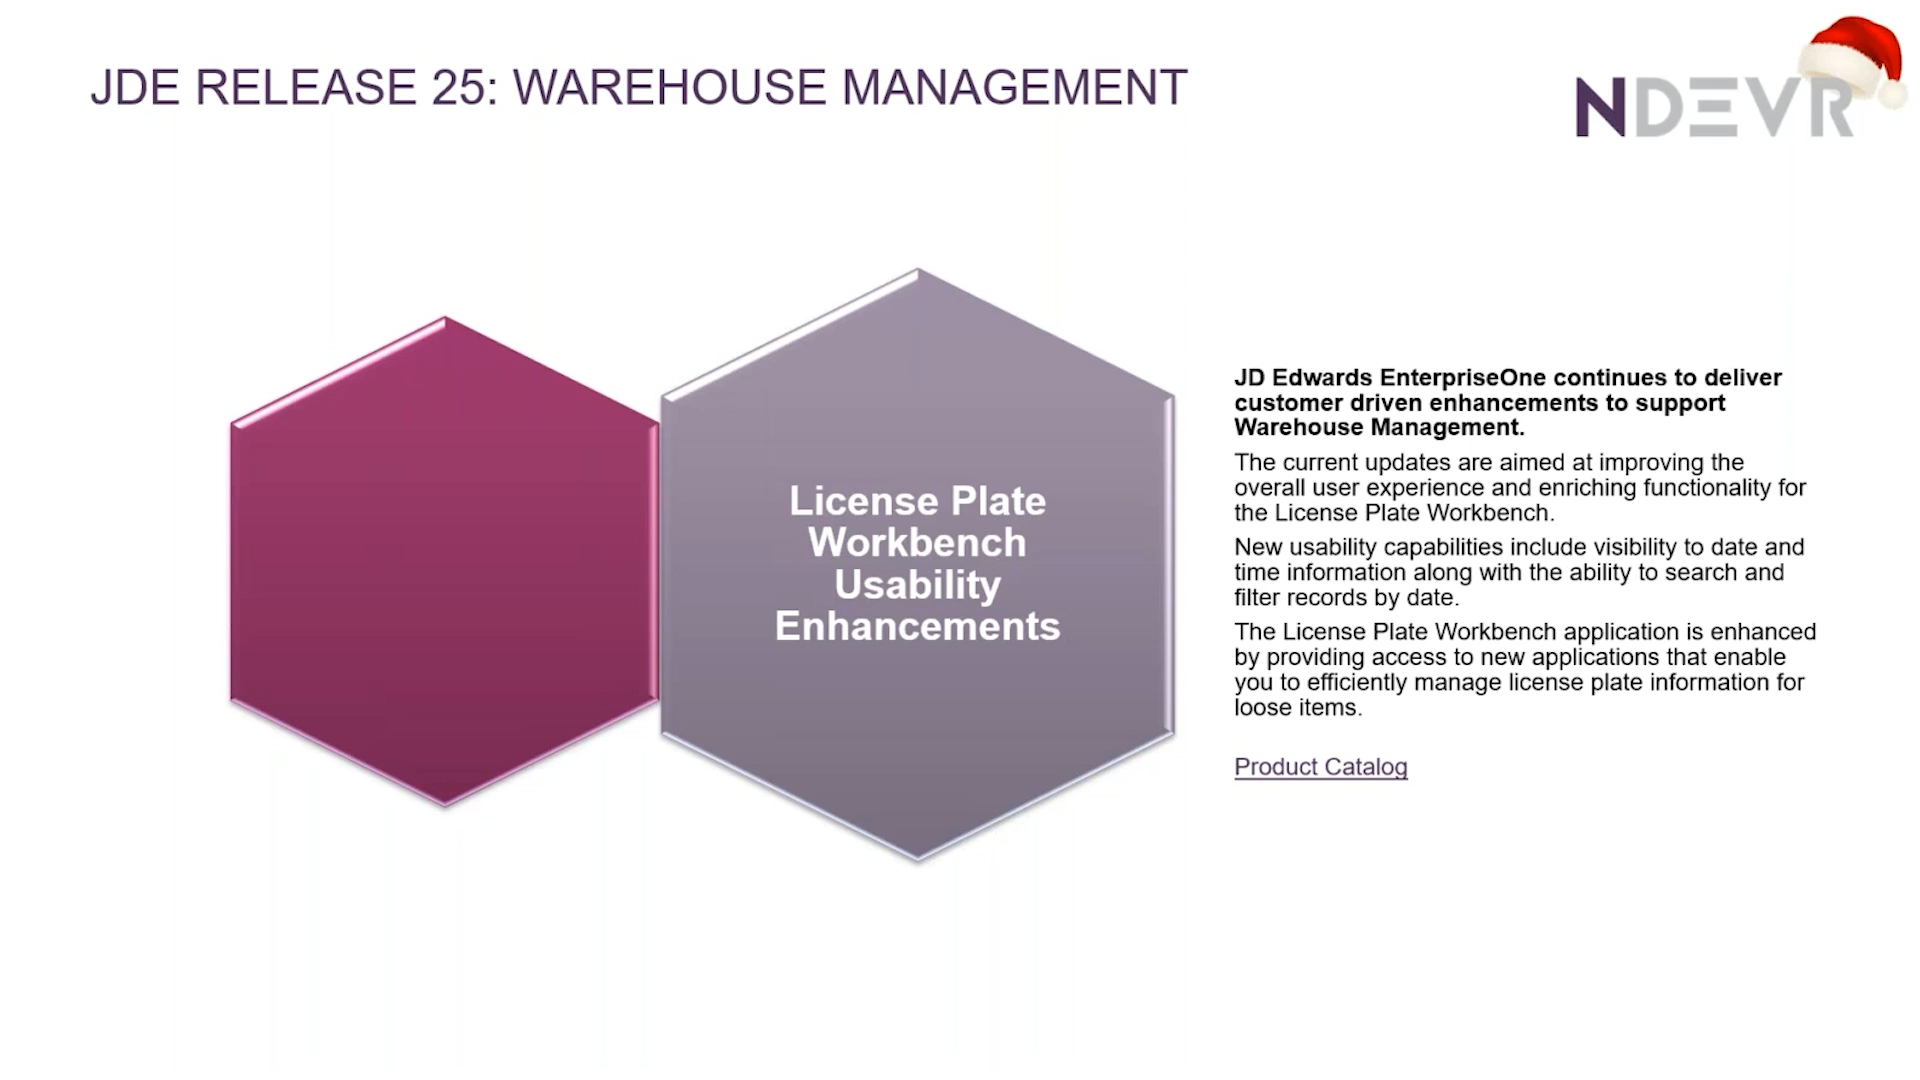 JDE RELEASE 25: WAREHOUSE MANAGEMENT
NDEVR
License Plate
Workbench
Usability
Enhancements
JD Edwards EnterpriseOne continues to deliver
customer driven enhancements to support
Warehouse Management.
The current updates are aimed at improving the
overall user experience and enriching functionality for
the License Plate Workbench.
New usability capabilities include visibility to date and
time information along with the ability to search and
filter records by date.
The License Plate Workbench application is enhanced
by providing access to new applications that enable
you to efficiently manage license plate information for
loose items.
Product Catalog